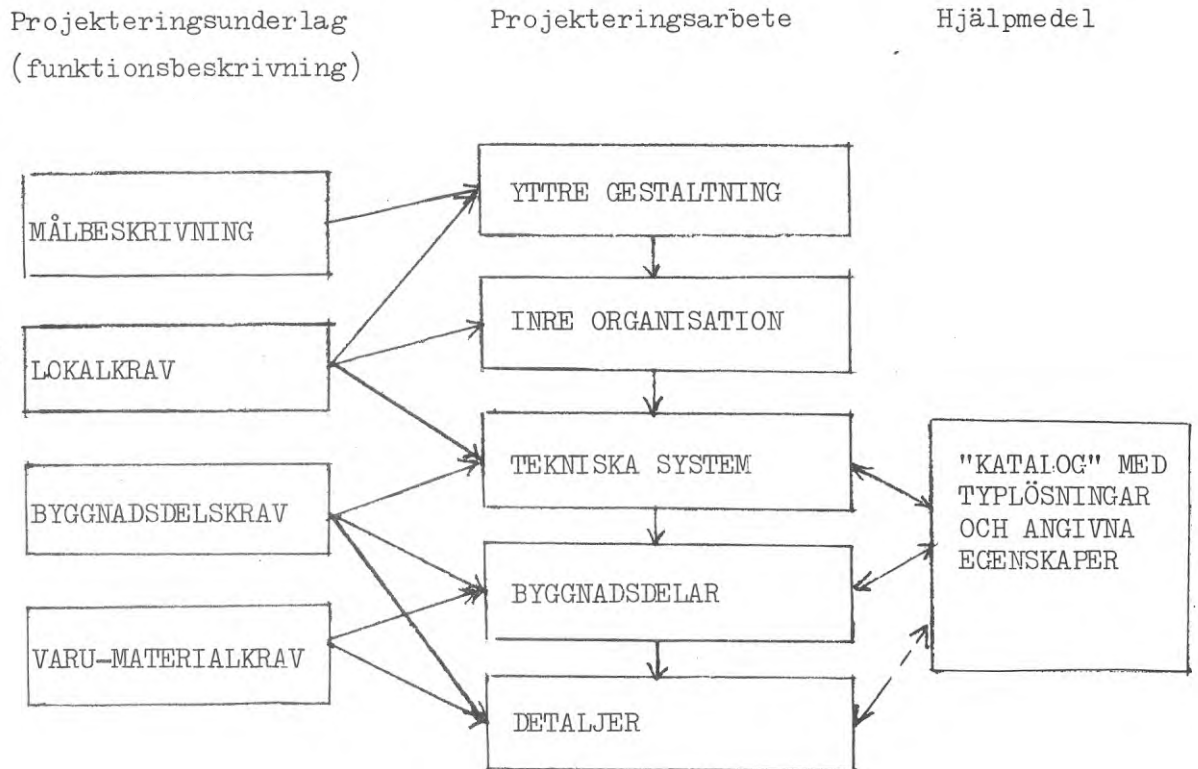 Projekteringsunderlag
(funktionsbeskrivning)
Projekteringsarbete
Hjälpmedel
MÅLBESKRIVNING
LOKALKRAV
BYGGNADSDELSKRAV
VARU-MATERIALKRAV
YTTRE GESTALTNING
INRE ORGANISATION
TEKNISKA SYSTEM
BYGGNADSDELAR
DETALJER
"KATALOG" MED
TYPLÖSNINGAR
OCH ANGIVNA
EGENSKAPER